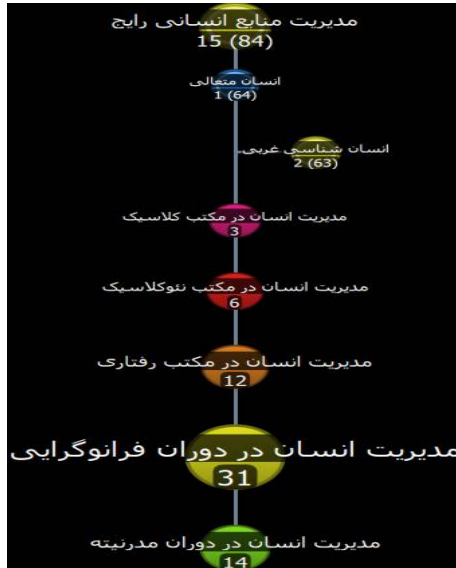 مدیریت منابع انسانی رایج
15 (84)
انسان متعالی
1 (64)
انسان شناسی غربی.
2 (63)
مدیریت انسان در مکتب کلاسیک
3
مدیریت انسان در مکتب نئوکلاسیک
6
مدیریت انسان در مکتب رفتاری
12
مدیریت انسان در دوران فرانوگرایی
31
مدیریت انسان در دوران مدرنیته
14